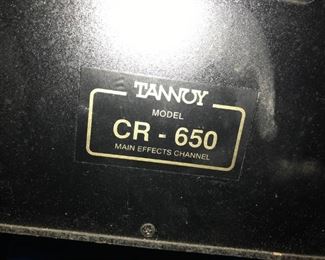 TANNOY
MODEL
CR - 650
MAIN EFFECTS CHANNEL